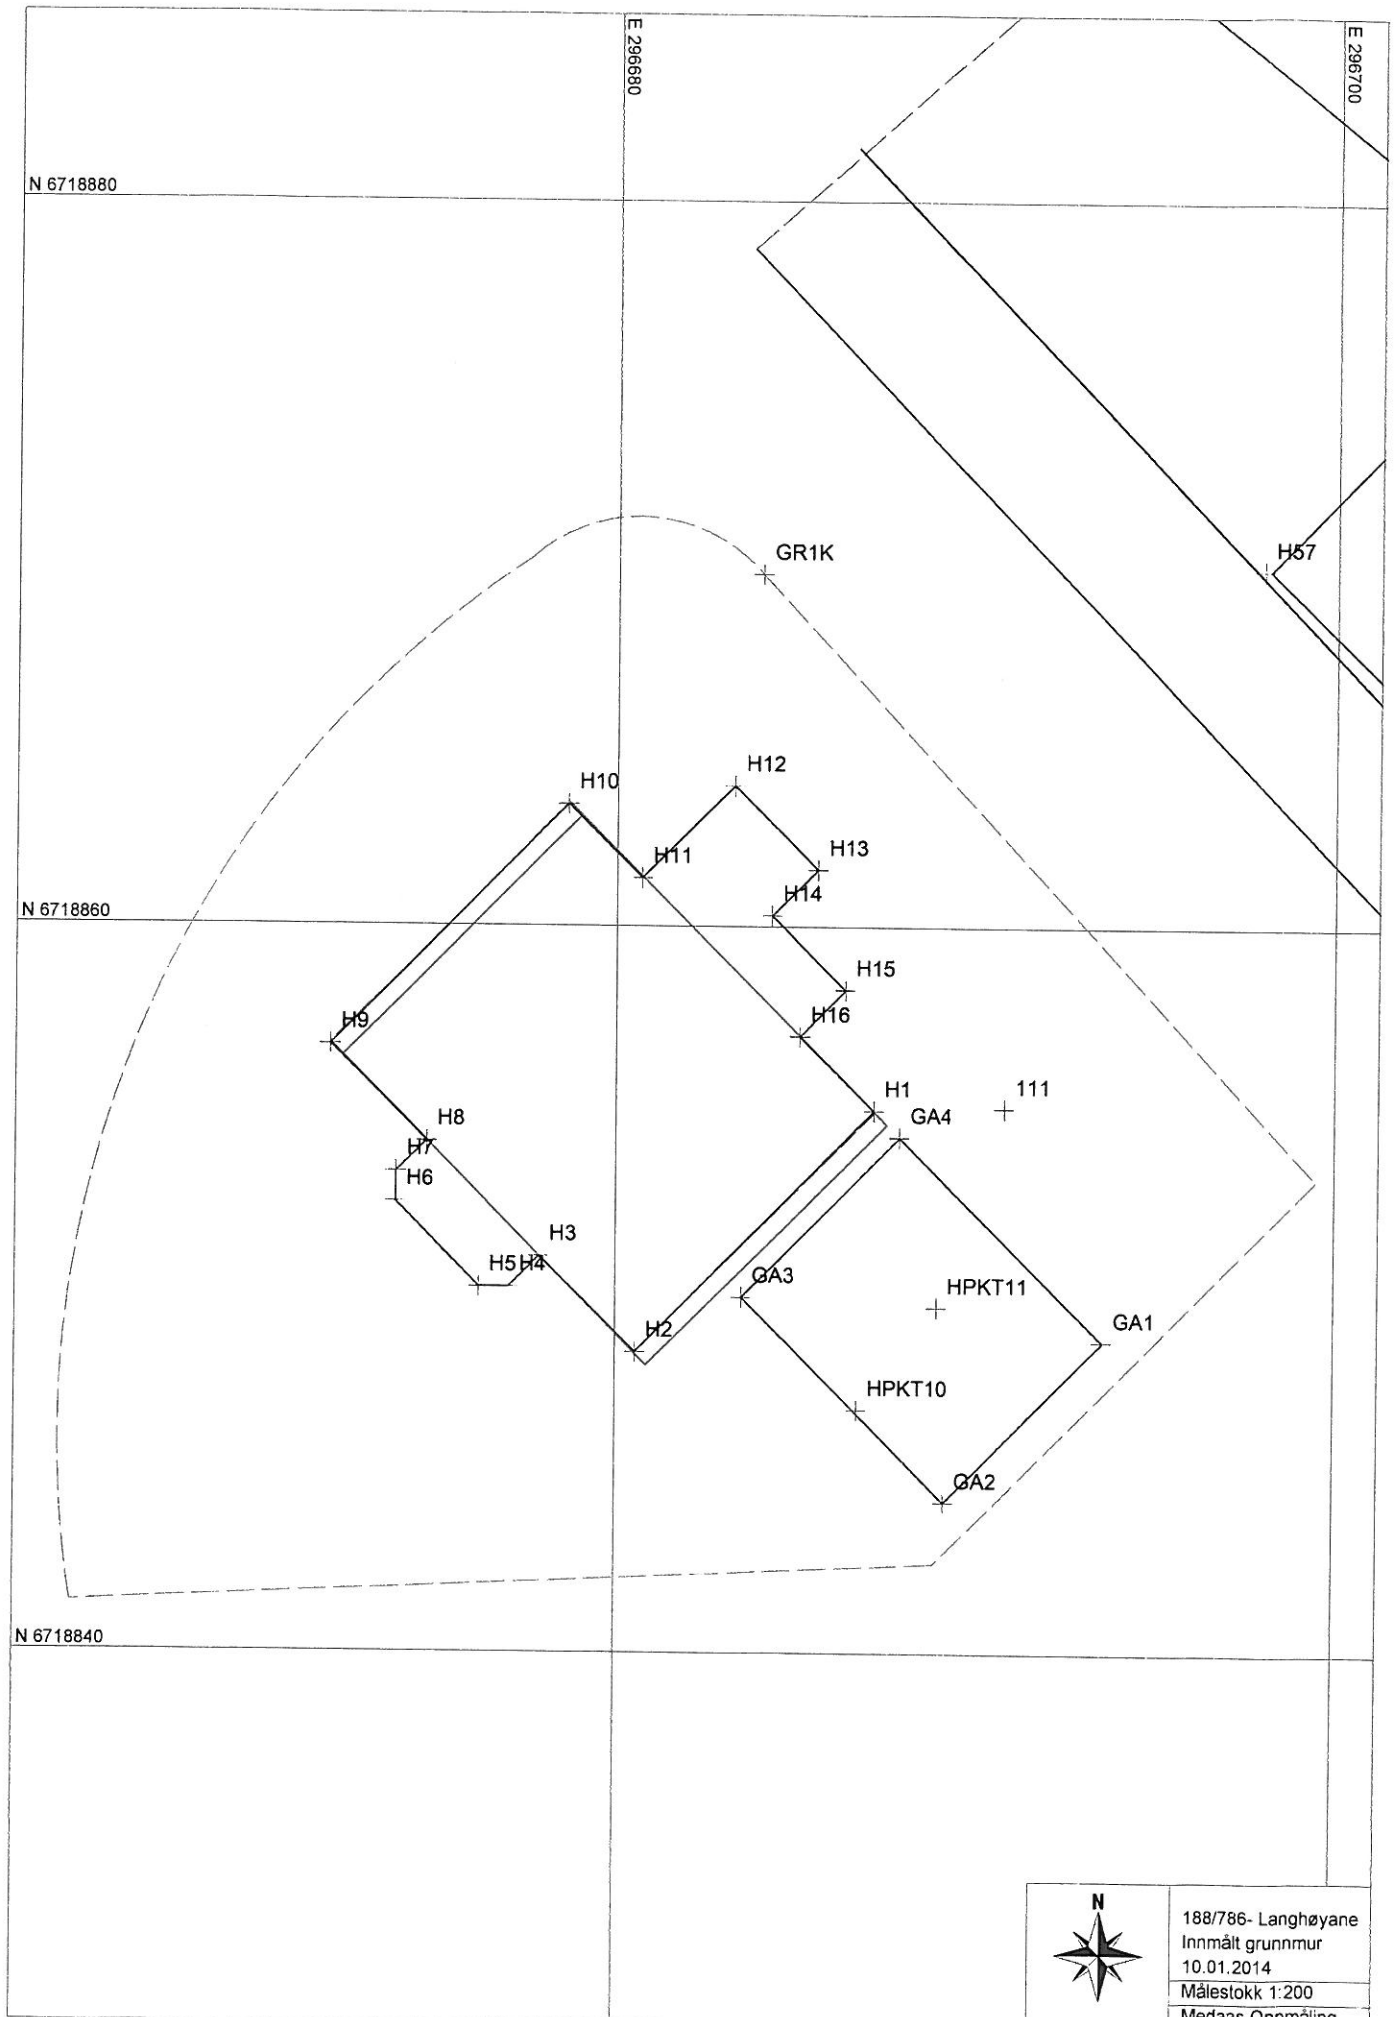 E 296680
E 296700
N 6718880
GR1K
H57
H12
H10
H13
H11
H14
N 6718860
H15
H16
H9
H1
111
GA4
H8
H7
H6
H3
H5
H4
GA3
HPKT11
GA1
H2
HPKT10
GA2
N 6718840
N
188/786- Langhøyane
Innmålt grunnmur
10.01.2014
Målestokk 1:200
Medaas Oppmåling